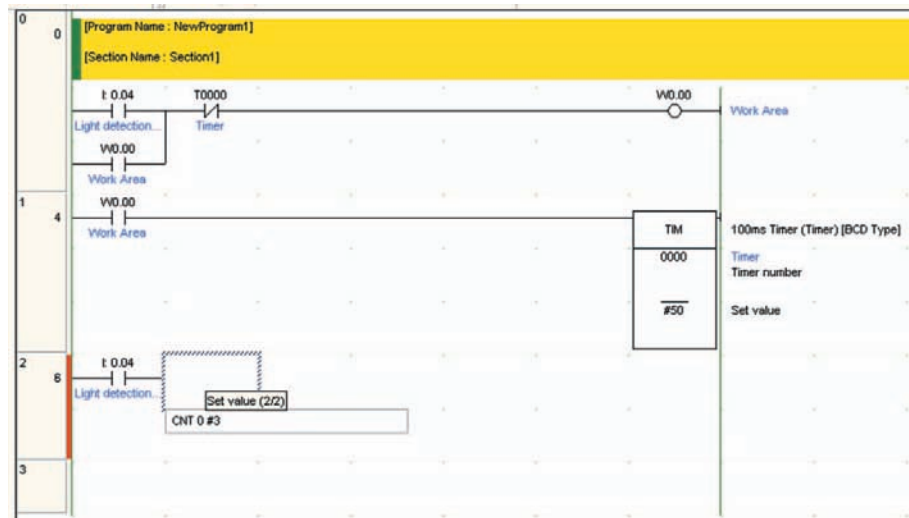 0
0
[Program Name : NewProgram1]
[Section Name : Section1]
I: 0.04 T0000 W0.00
Light detection... Timer Work Area
W0.00
Work Area
1
4
W0.00
Work Area
TIM 100ms Timer (Timer) [BCD Type]
0000 Timer
Timer number
#50 Set value
2
6
I: 0.04
Light detection...
Set value (2/2)
CNT 0 #3
3